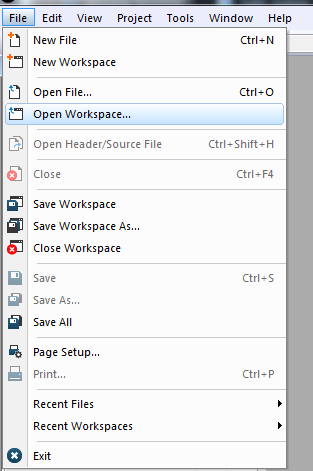 File Edit View Project Tools Window Help
New File Ctrl+N
New Workspace
Open File... Ctrl+O
Open Workspace...
Open Header/Source File Ctrl+Shift+H
Close Ctrl+F4
Save Workspace
Save Workspace As...
Close Workspace
Save Ctrl+S
Save As...
Save All
Page Setup...
Print... Ctrl+P
Recent Files
Recent Workspaces
Exit